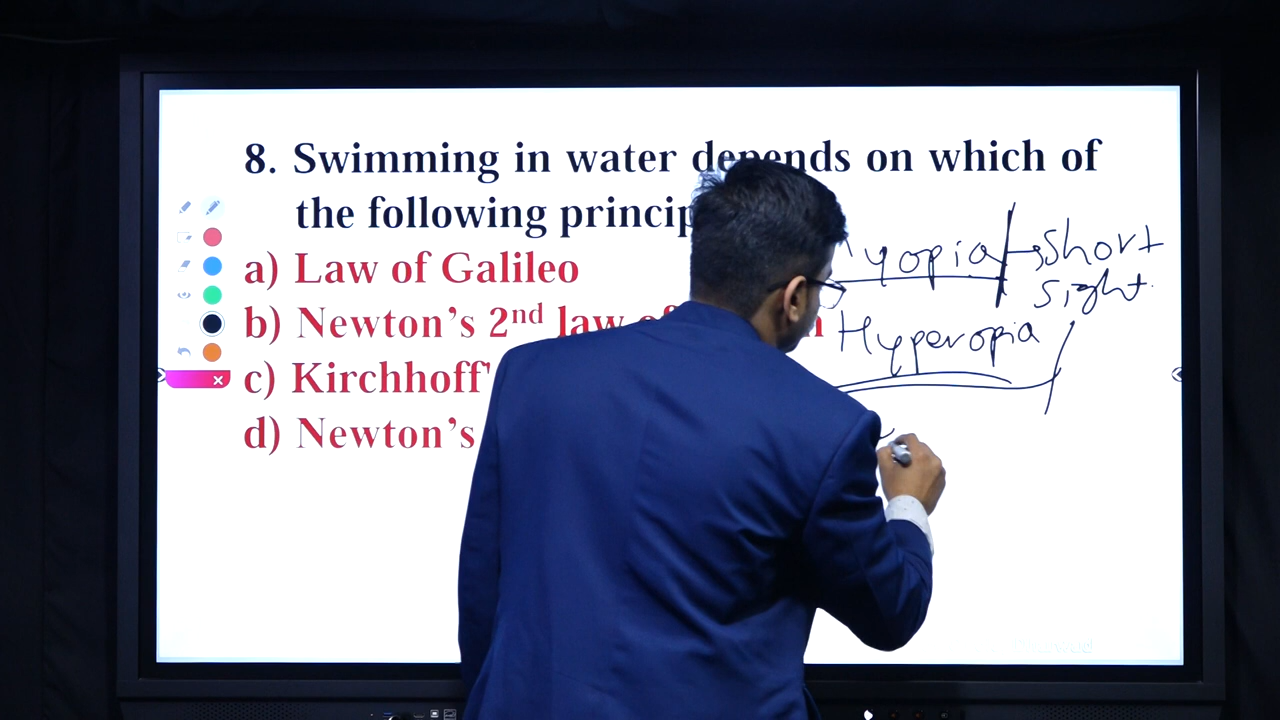 8. Swimming in water depends on which of
the following princip
a) Law of Galileo
b) Newton's 2nd law of
c) Kirchhoff'
d) Newton's
yopia → Short
Sight.
Hyperopia